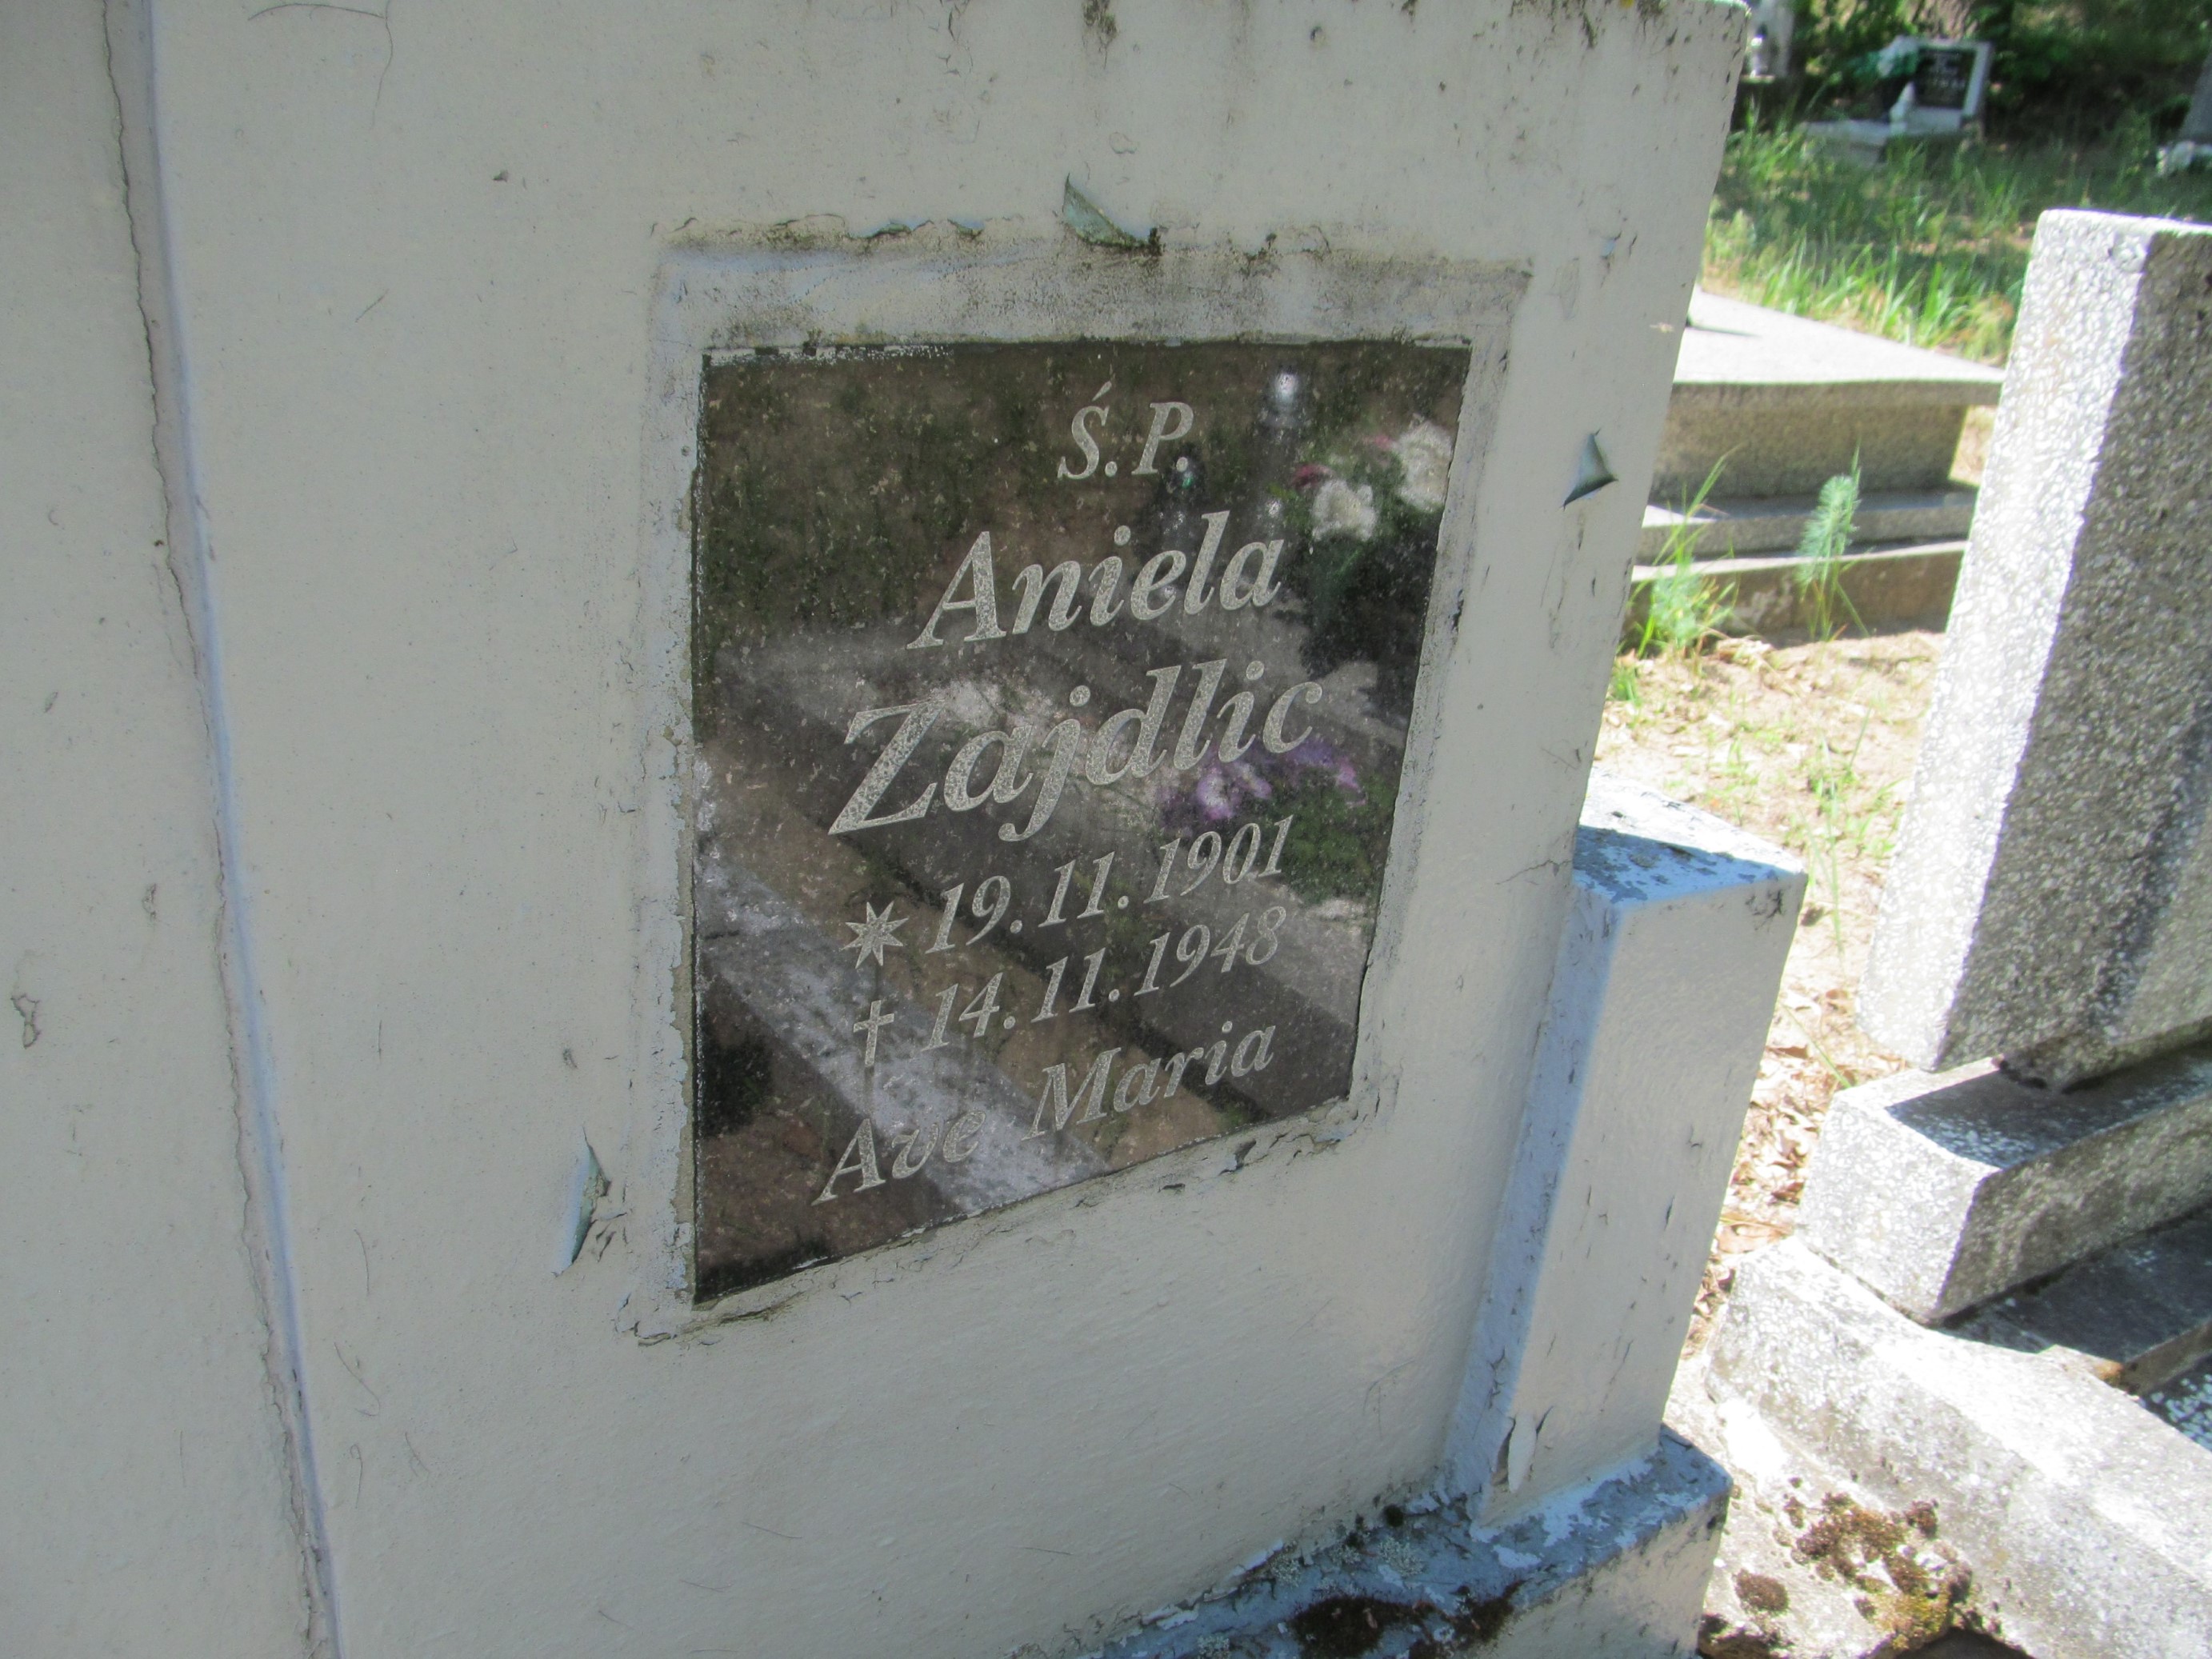 Ś. P.
Aniela
Zajdlic
✴ 19. 11. 1901
† 14. 11. 1948
Ave Maria